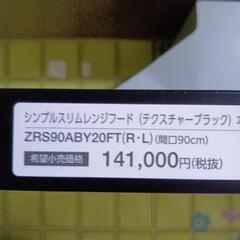 シンプルスリムレンジフード(テクスチャーブラック)
ZRS90ABY20FT(R・L)(間口90cm)
希望小売価格 141,000円(税抜)